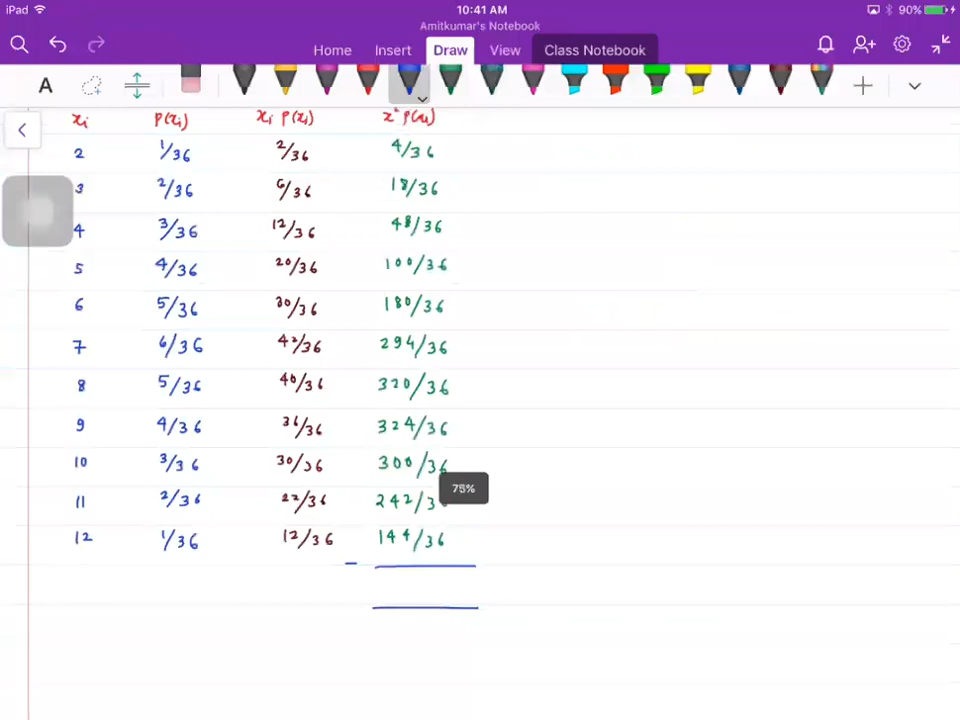 iPad 10:41 AM 90%
Amitkumar's Notebook
Home Insert Draw View Class Notebook
A
xi P(xi) xi P(xi) x² P(xi)
2 1/36 2/36 4/36
3 2/36 6/36 18/36
4 3/36 12/36 48/36
5 4/36 20/36 100/36
6 5/36 30/36 180/36
7 6/36 42/36 294/36
8 5/36 40/36 320/36
9 4/36 36/36 324/36
10 3/36 30/36 300/36
75%
11 2/36 22/36 242/36
12 1/36 12/36 144/36